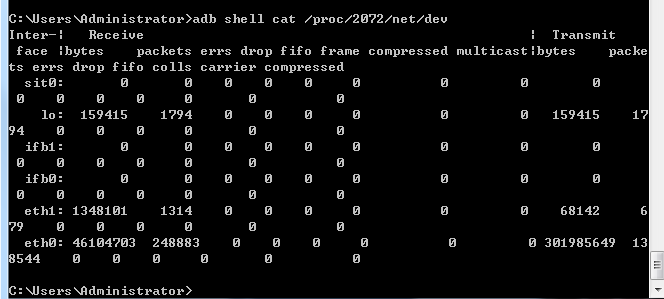 C:\Users\Administrator>adb shell cat /proc/2072/net/dev
Inter-|   Receive                                                |  Transmit
 face |bytes    packets errs drop fifo frame compressed multicast|bytes    packe
ts errs drop fifo colls carrier compressed
  sit0:       0       0    0    0    0     0          0         0        0
 0    0    0    0     0       0          0
    lo:  159415    1794    0    0    0     0          0         0   159415    17
94    0    0    0    0     0       0          0
  ifb1:       0       0    0    0    0     0          0         0        0
 0    0    0    0     0       0          0
  ifb0:       0       0    0    0    0     0          0         0        0
 0    0    0    0     0       0          0
  eth1: 1348101    1314    0    0    0     0          0         0    68142     6
79    0    0    0    0     0       0          0
  eth0: 46104703  248883    0    0    0     0          0         0 301985649  13
8544    0    0    0    0     0       0          0
C:\Users\Administrator>